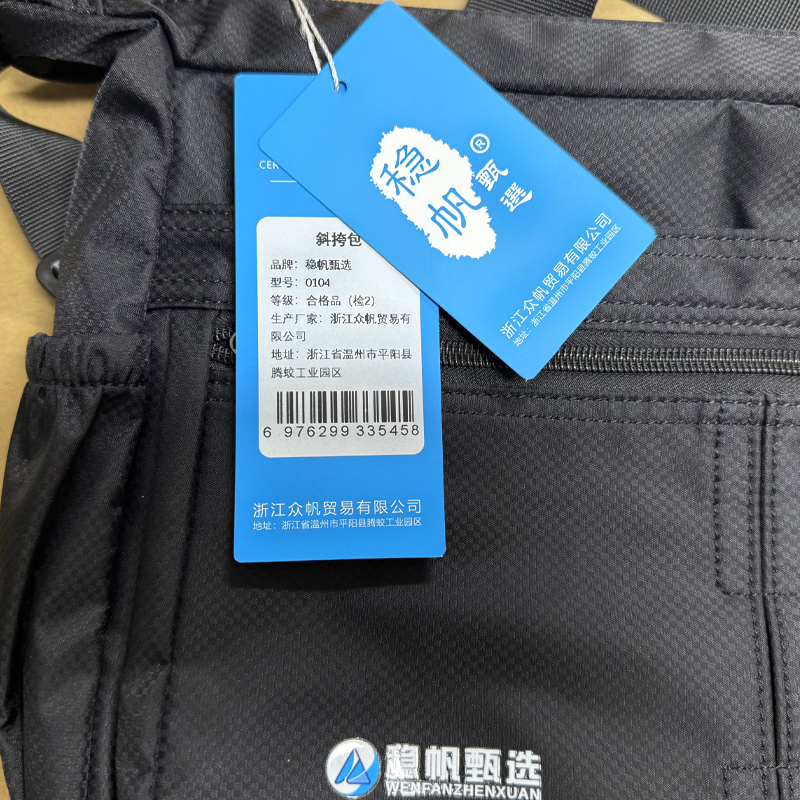 稳
帆
甄
選
®
浙江众帆贸易有限公司
地址：浙江省温州市平阳县腾蛟工业园区
CER
斜挎包
品牌：稳帆甄选
型号：0104
等级：合格品（检2）
生产厂家：浙江众帆贸易有
限公司
地址：浙江省温州市平阳县
腾蛟工业园区
6 976299 335458
浙江众帆贸易有限公司
地址：浙江省温州市平阳县腾蛟工业园区
稳帆甄选
WENFANZHENXUAN